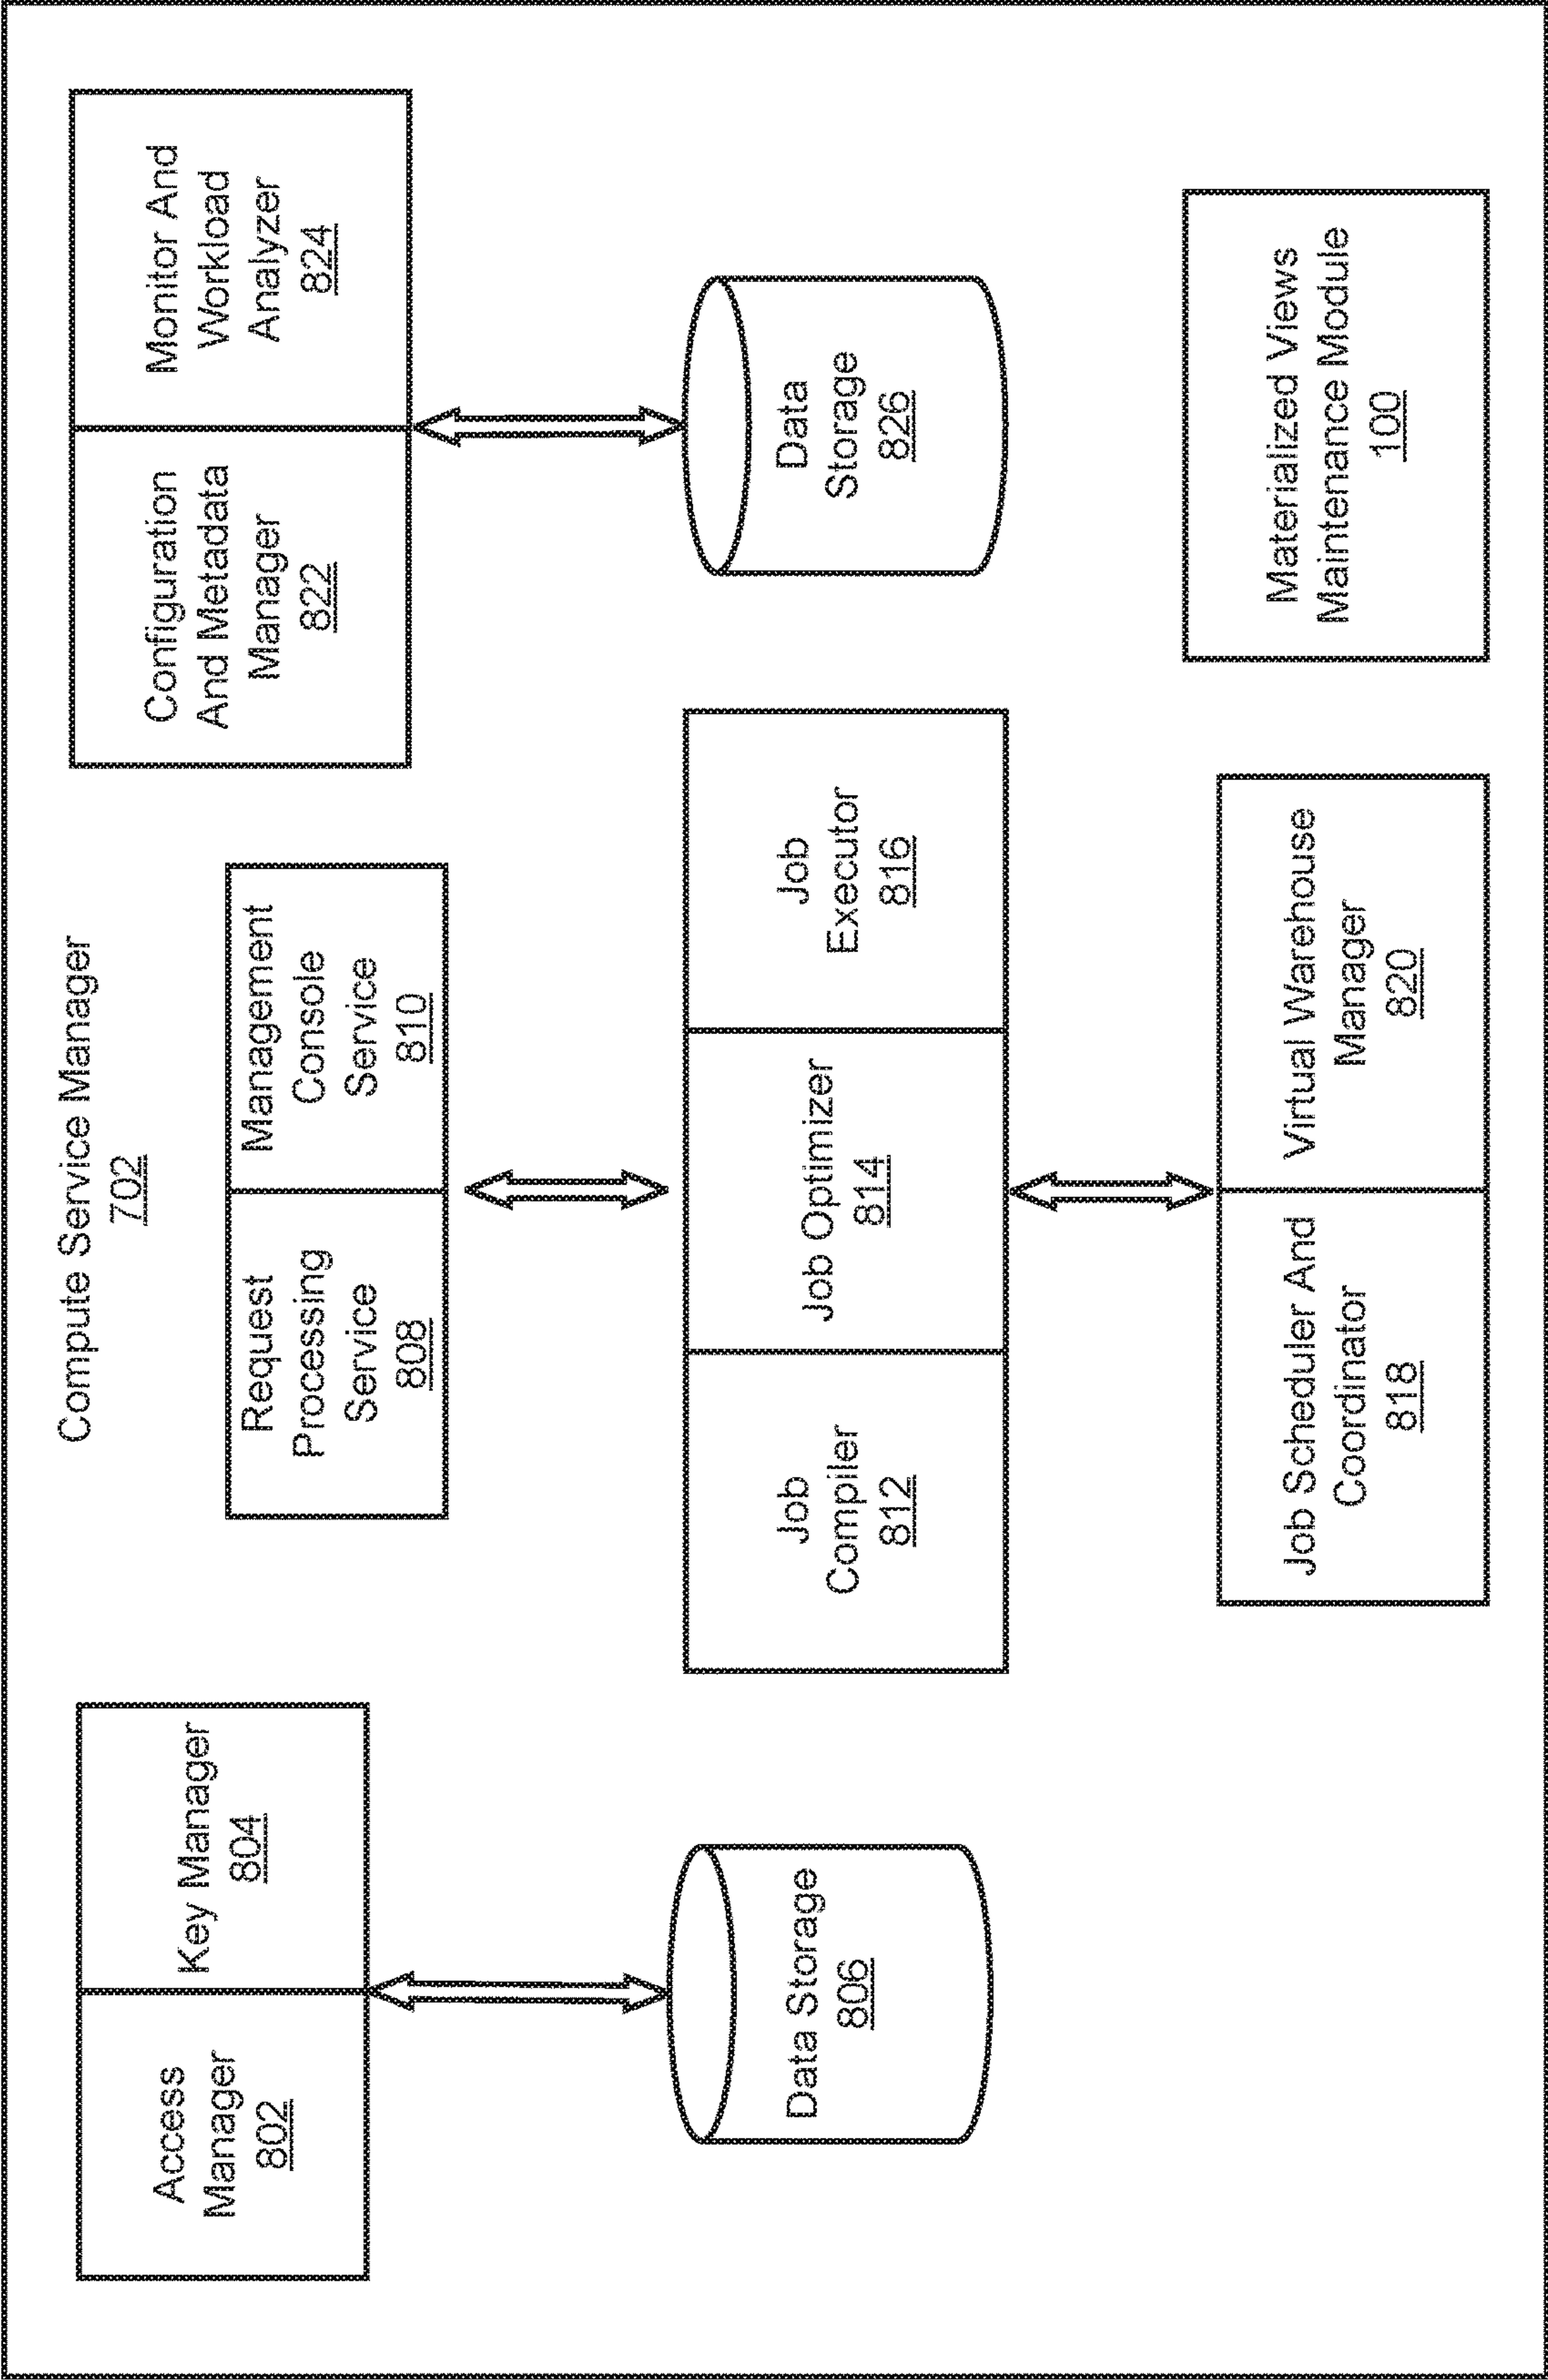 Compute Service Manager
702
Access
Manager
802
Key Manager
804
Request
Processing
Service
808
Management
Console
Service
810
Configuration
And Metadata
Manager
822
Monitor And
Workload
Analyzer
824
Data Storage
806
Job
Compiler
812
Job Optimizer
814
Job
Executor
816
Data
Storage
826
Job Scheduler And
Coordinator
818
Virtual Warehouse
Manager
820
Materialized Views
Maintenance Module
100